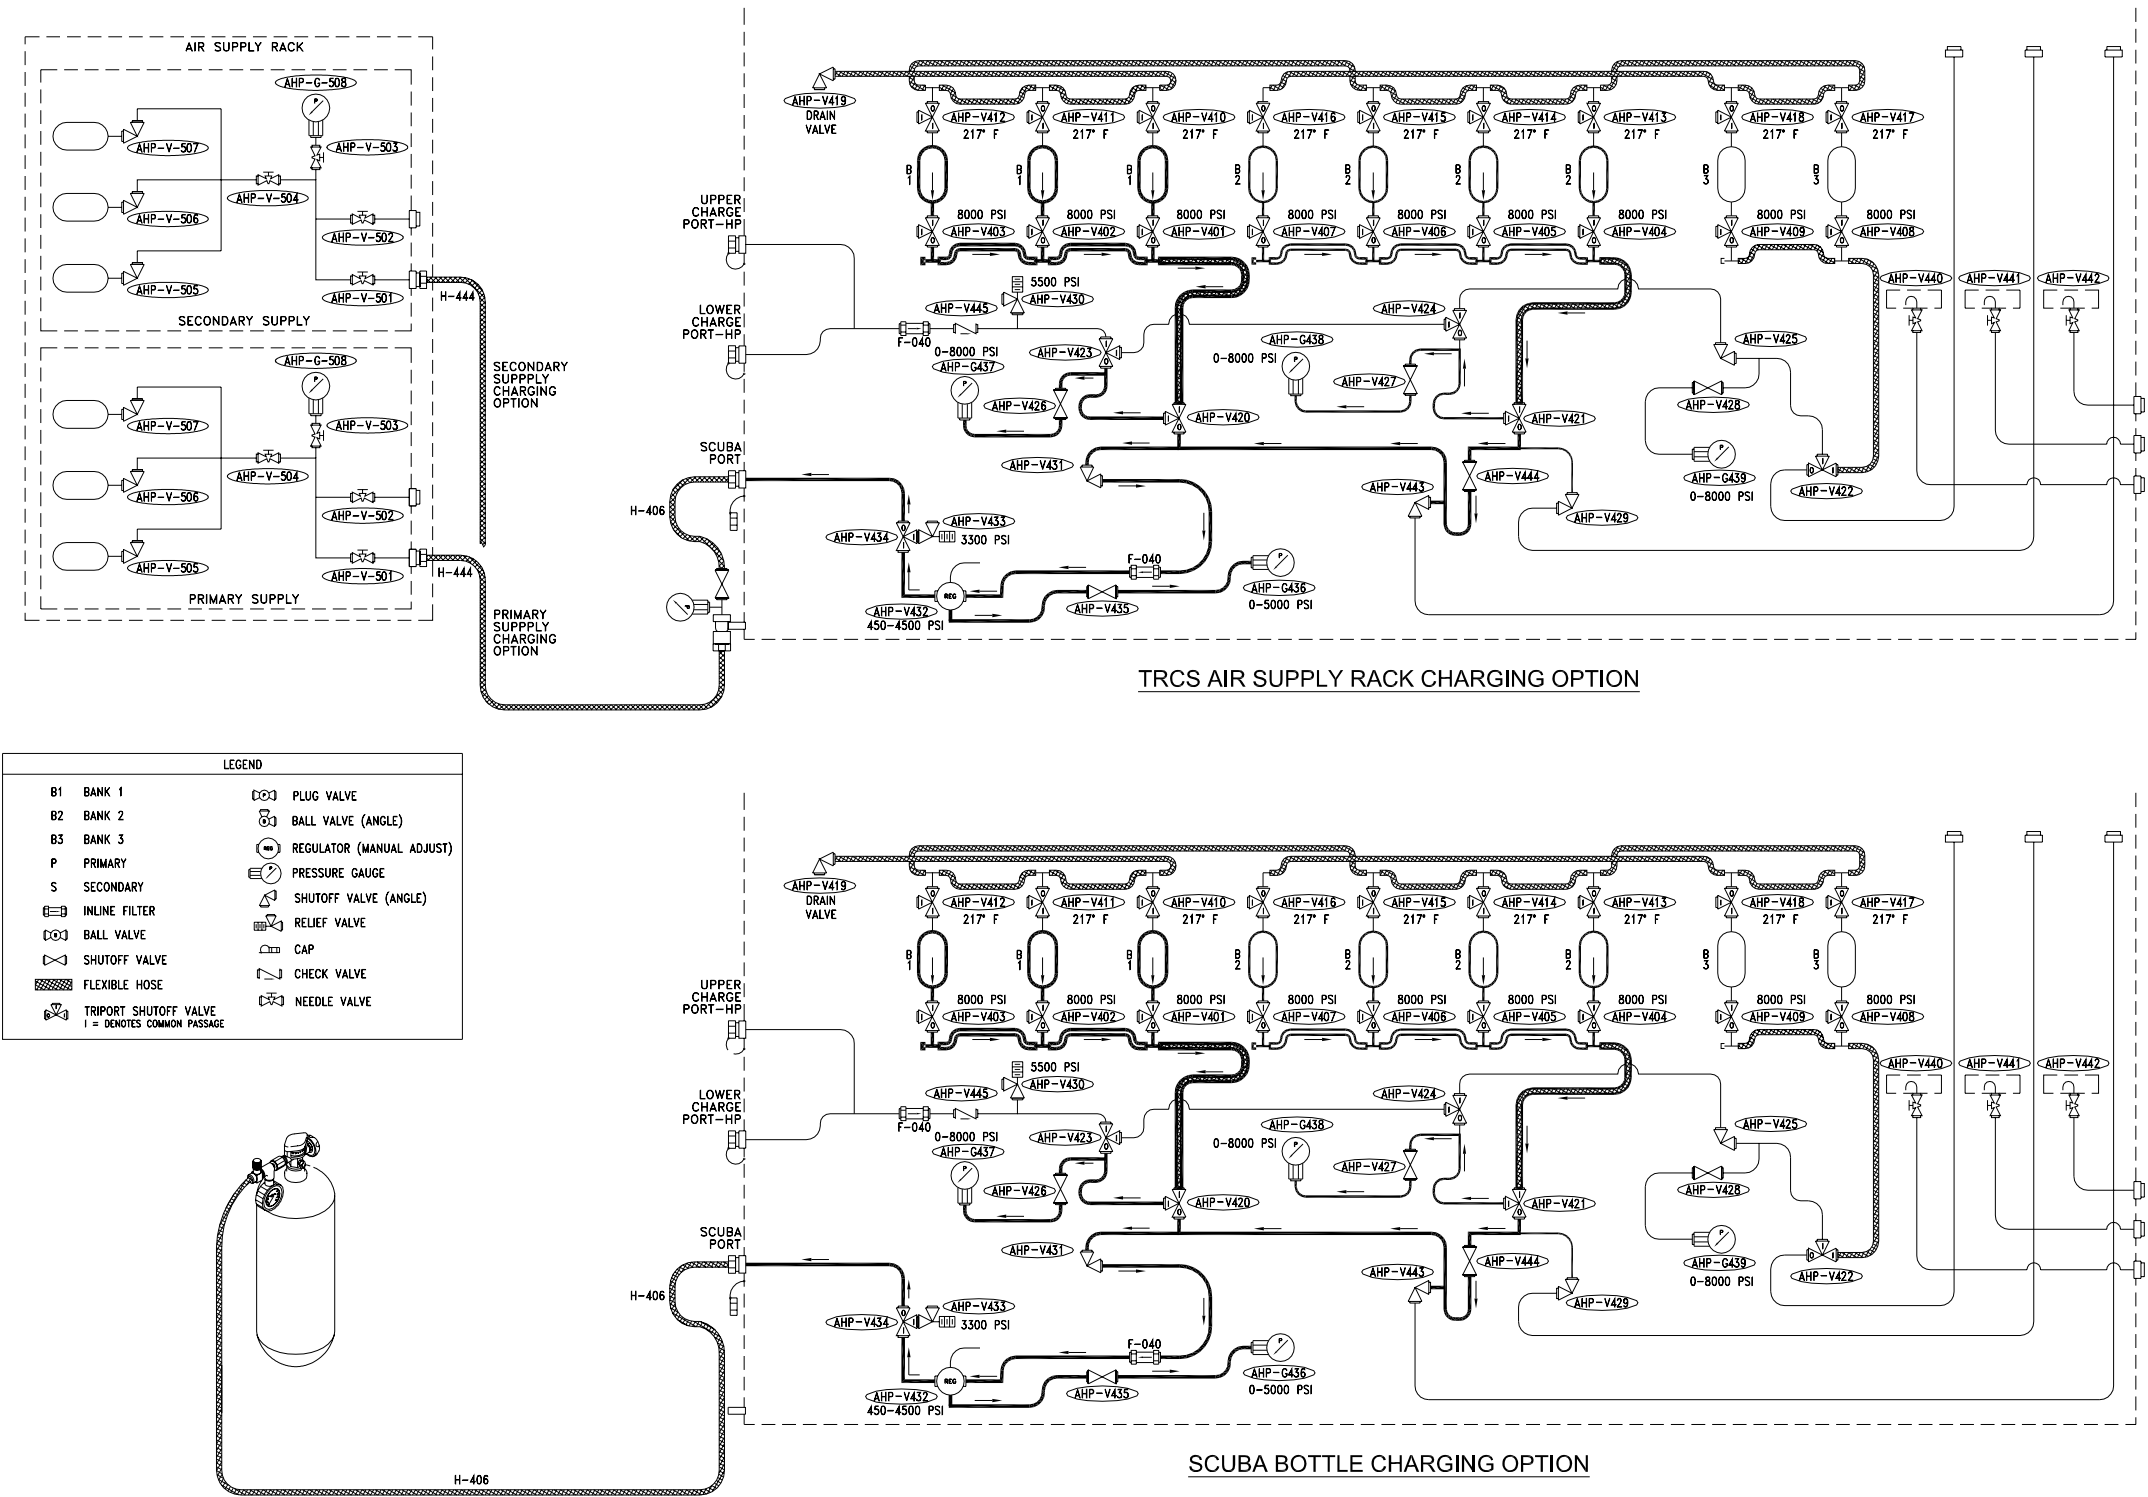 AIR SUPPLY RACK
AHP-G-508
P
AHP-V-507
AHP-V-503
AHP-V-504
AHP-V-506
AHP-V-502
AHP-V-505
AHP-V-501
SECONDARY SUPPLY
H-444
AHP-G-508
P
AHP-V-507
AHP-V-503
AHP-V-504
AHP-V-506
AHP-V-502
AHP-V-505
AHP-V-501
PRIMARY SUPPLY
H-444
SECONDARY
SUPPPLY
CHARGING
OPTION
PRIMARY
SUPPPLY
CHARGING
OPTION
AHP-V419
DRAIN
VALVE
AHP-V412
217° F
AHP-V411
217° F
AHP-V410
217° F
AHP-V416
217° F
AHP-V415
217° F
AHP-V414
217° F
AHP-V413
217° F
AHP-V418
217° F
AHP-V417
217° F
B1
B1
B1
B2
B2
B2
B2
B3
B3
8000 PSI
AHP-V403
8000 PSI
AHP-V402
8000 PSI
AHP-V401
8000 PSI
AHP-V407
8000 PSI
AHP-V406
8000 PSI
AHP-V405
8000 PSI
AHP-V404
8000 PSI
AHP-V409
8000 PSI
AHP-V408
UPPER
CHARGE
PORT-HP
LOWER
CHARGE
PORT-HP
AHP-V445
F-040
5500 PSI
AHP-V430
AHP-V423
0-8000 PSI
AHP-G437
P
AHP-V426
AHP-V420
AHP-G438
0-8000 PSI
P
AHP-V424
AHP-V427
AHP-V421
AHP-V425
AHP-V428
P
AHP-G439
0-8000 PSI
AHP-V422
AHP-V440
AHP-V441
AHP-V442
SCUBA
PORT
H-406
AHP-V431
AHP-V443
AHP-V444
AHP-V429
AHP-V434
AHP-V433
3300 PSI
F-040
REG
AHP-V432
450-4500 PSI
AHP-V435
P
AHP-G436
0-5000 PSI
TRCS AIR SUPPLY RACK CHARGING OPTION
LEGEND
B1 BANK 1
B2 BANK 2
B3 BANK 3
P PRIMARY
S SECONDARY
INLINE FILTER
BALL VALVE
SHUTOFF VALVE
FLEXIBLE HOSE
TRIPORT SHUTOFF VALVE
I = DENOTES COMMON PASSAGE
PLUG VALVE
BALL VALVE (ANGLE)
REG REGULATOR (MANUAL ADJUST)
P PRESSURE GAUGE
SHUTOFF VALVE (ANGLE)
RELIEF VALVE
CAP
CHECK VALVE
NEEDLE VALVE
AHP-V419
DRAIN
VALVE
AHP-V412
217° F
AHP-V411
217° F
AHP-V410
217° F
AHP-V416
217° F
AHP-V415
217° F
AHP-V414
217° F
AHP-V413
217° F
AHP-V418
217° F
AHP-V417
217° F
B1
B1
B1
B2
B2
B2
B2
B3
B3
8000 PSI
AHP-V403
8000 PSI
AHP-V402
8000 PSI
AHP-V401
8000 PSI
AHP-V407
8000 PSI
AHP-V406
8000 PSI
AHP-V405
8000 PSI
AHP-V404
8000 PSI
AHP-V409
8000 PSI
AHP-V408
UPPER
CHARGE
PORT-HP
LOWER
CHARGE
PORT-HP
AHP-V445
F-040
5500 PSI
AHP-V430
AHP-V423
0-8000 PSI
AHP-G437
P
AHP-V426
AHP-V420
AHP-G438
0-8000 PSI
P
AHP-V424
AHP-V427
AHP-V421
AHP-V425
AHP-V428
P
AHP-G439
0-8000 PSI
AHP-V422
AHP-V440
AHP-V441
AHP-V442
SCUBA
PORT
H-406
AHP-V431
AHP-V443
AHP-V444
AHP-V429
AHP-V434
AHP-V433
3300 PSI
F-040
REG
AHP-V432
450-4500 PSI
AHP-V435
P
AHP-G436
0-5000 PSI
H-406
SCUBA BOTTLE CHARGING OPTION